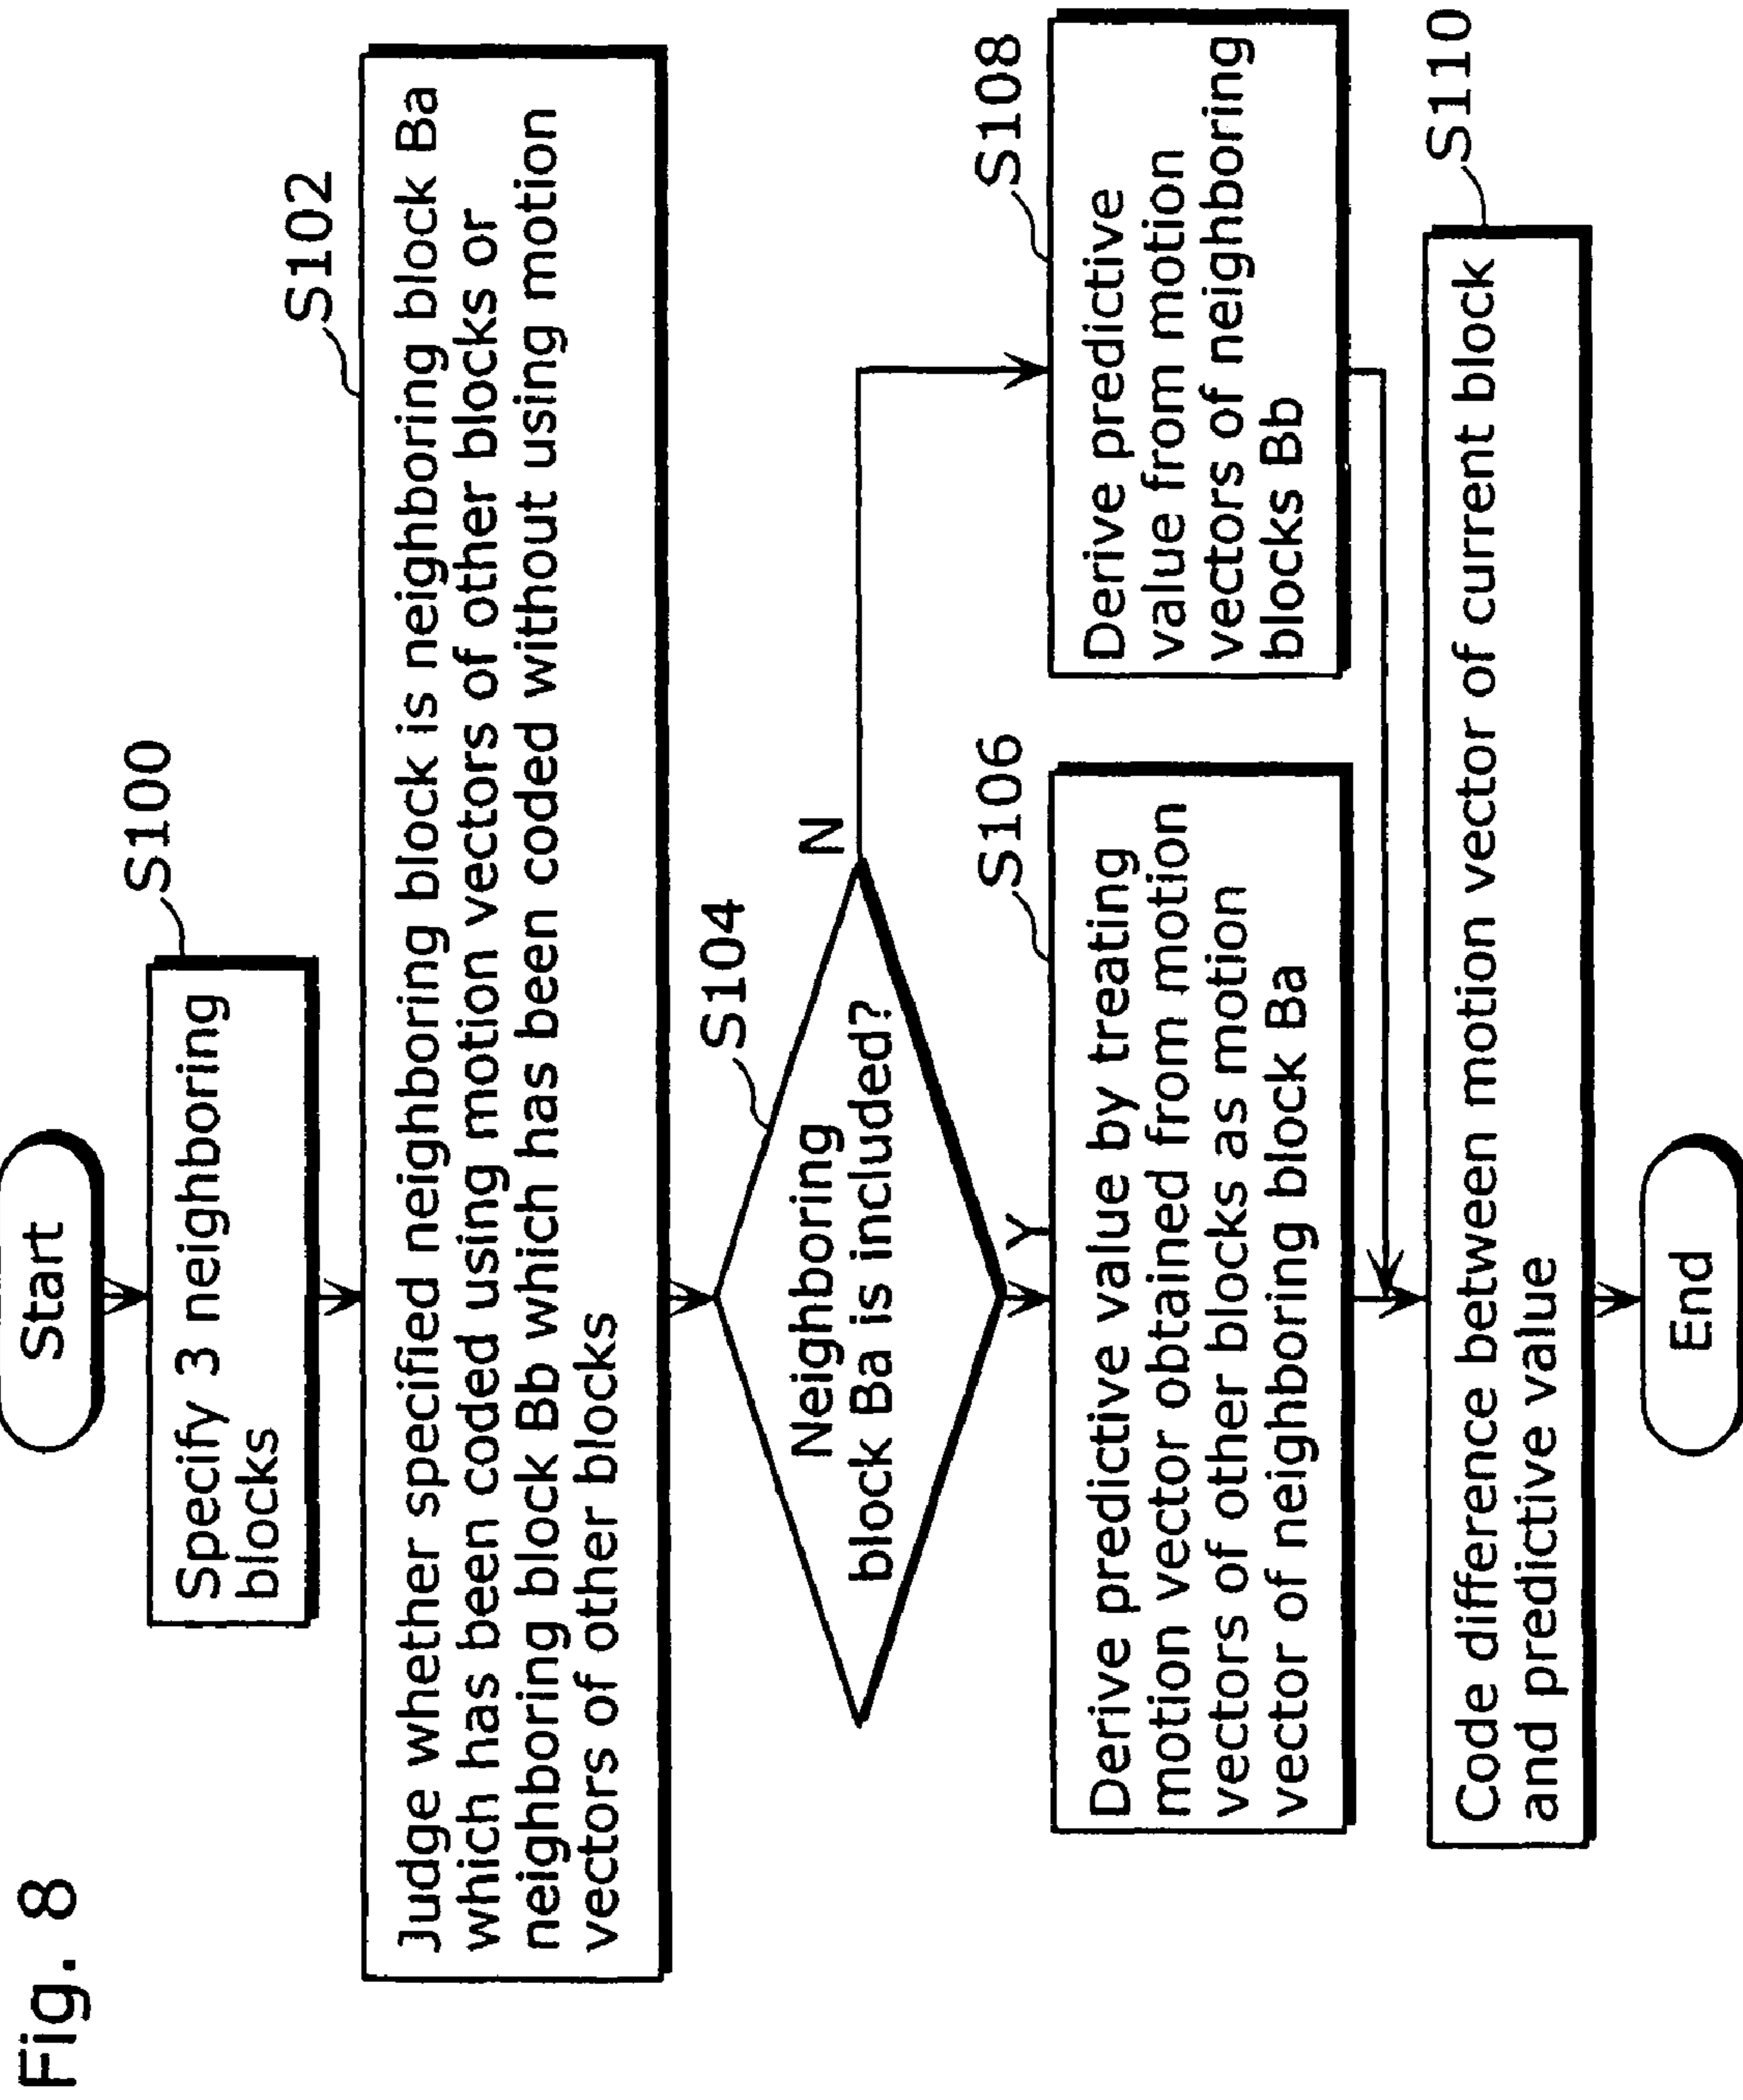 Fig. 8
Start
S100
Specify 3 neighboring
blocks
S102
Judge whether specified neighboring block is neighboring block Ba
which has been coded using motion vectors of other blocks or
neighboring block Bb which has been coded without using motion
vectors of other blocks
S104
Neighboring
block Ba is included?
N
Y
S106
Derive predictive value by treating
motion vector obtained from motion
vectors of other blocks as motion
vector of neighboring block Ba
S108
Derive predictive
value from motion
vectors of neighboring
blocks Bb
S110
Code difference between motion vector of current block
and predictive value
End